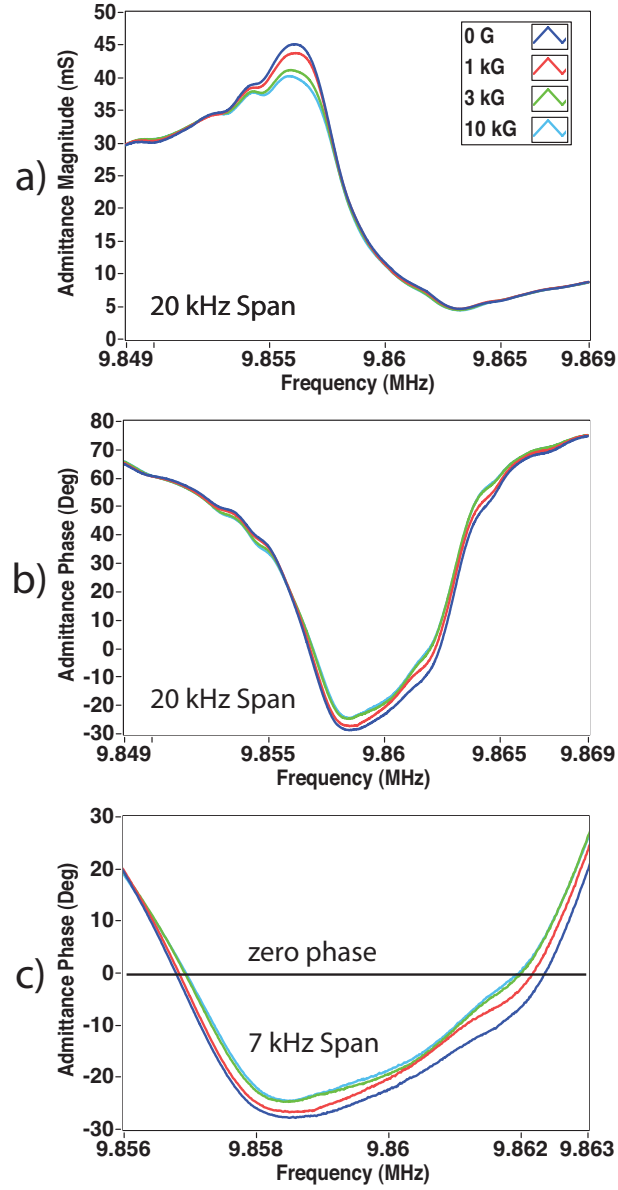 a)
Admittance Magnitude (mS)
50
45
40
35
30
25
20
15
10
5
0
0 G
1 kG
3 kG
10 kG
20 kHz Span
9.849 9.855 9.86 9.865 9.869
Frequency (MHz)
b)
Admittance Phase (Deg)
80
70
60
50
40
30
20
10
0
-10
-20
-30
20 kHz Span
9.849 9.855 9.86 9.865 9.869
Frequency (MHz)
c)
Admittance Phase (Deg)
30
20
10
0
-10
-20
-30
zero phase
7 kHz Span
9.856 9.858 9.86 9.862 9.863
Frequency (MHz)